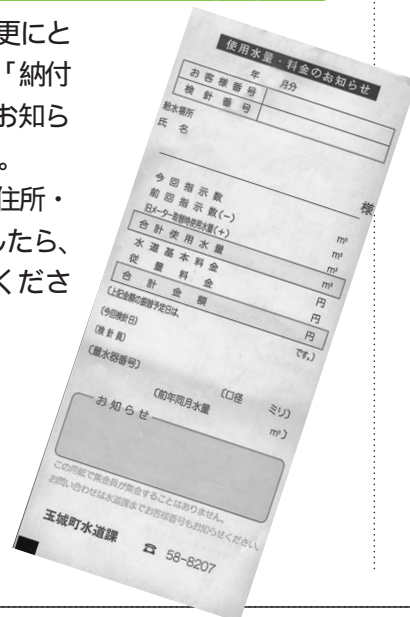 更にと
「納付
お知ら
。
住所・
したら、
くださ
使用水量・料金のお知らせ
年 月分
お客様番号
検針番号
給水場所
氏名
様
今回指示数 m³
前回指示数(−) m³
旧メーター取替時使用水量(+) m³
合計使用水量 m³
水道基本料金 円
従量料金 円
合計金額 円
(上記金額の振替予定日は、 です。)
(今回検針日)
(検針員)
(量水器番号) (口径 ミリ)
(前年同月水量 m³)
お知らせ
この用紙で集金員が集金することはありません。
お問い合わせは水道課までお客様番号もお知らせください。
玉城町水道課 ☎ 58-8207